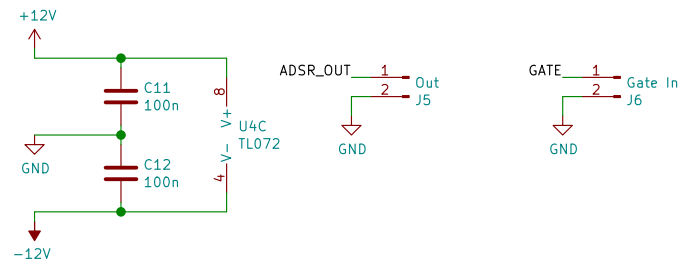 +12V
C11
100n
8
V+
U4C
TL072
V-
4
GND
C12
100n
-12V
ADSR_OUT
1
2
Out
J5
GND
GATE
1
2
Gate In
J6
GND